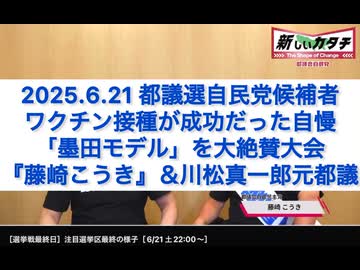 新しいカタチ
The Shape of Change
2025.6.21 都議選自民党候補者
ワクチン接種が成功だった自慢
「墨田モデル」を大絶賛大会
『藤崎こうき』&川松真一郎元都議
藤崎 こうき
[選挙戦最終日] 注目選挙区最終の様子 [6/21 土 22:00~]